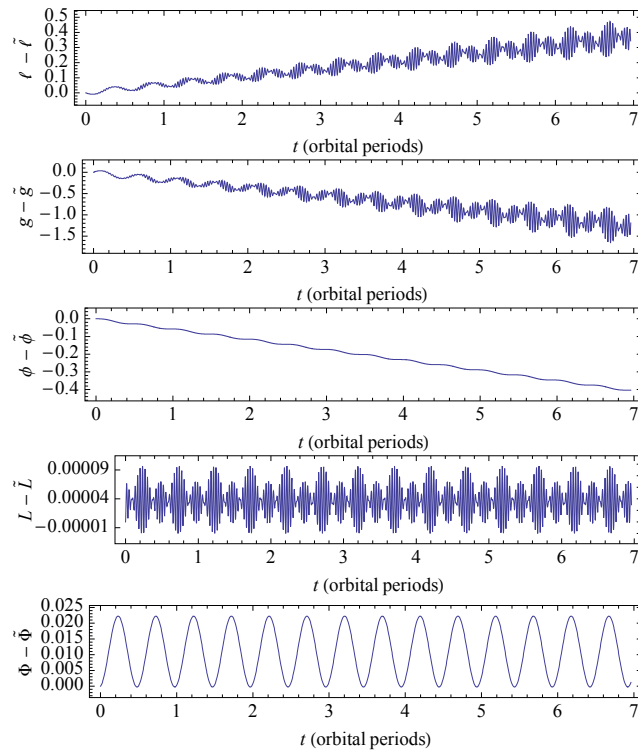 0.5
0.4
0.3
0.2
0.1
0.0
ℓ − ℓ̃
0 1 2 3 4 5 6 7
t (orbital periods)
0.0
−0.5
−1.0
−1.5
g − g̃
0 1 2 3 4 5 6 7
t (orbital periods)
0.0
−0.1
−0.2
−0.3
−0.4
ϕ − ϕ̃
0 1 2 3 4 5 6 7
t (orbital periods)
0.00009
0.00004
−0.00001
L − L̃
0 1 2 3 4 5 6 7
t (orbital periods)
0.025
0.020
0.015
0.010
0.005
0.000
Φ − Φ̃
0 1 2 3 4 5 6 7
t (orbital periods)